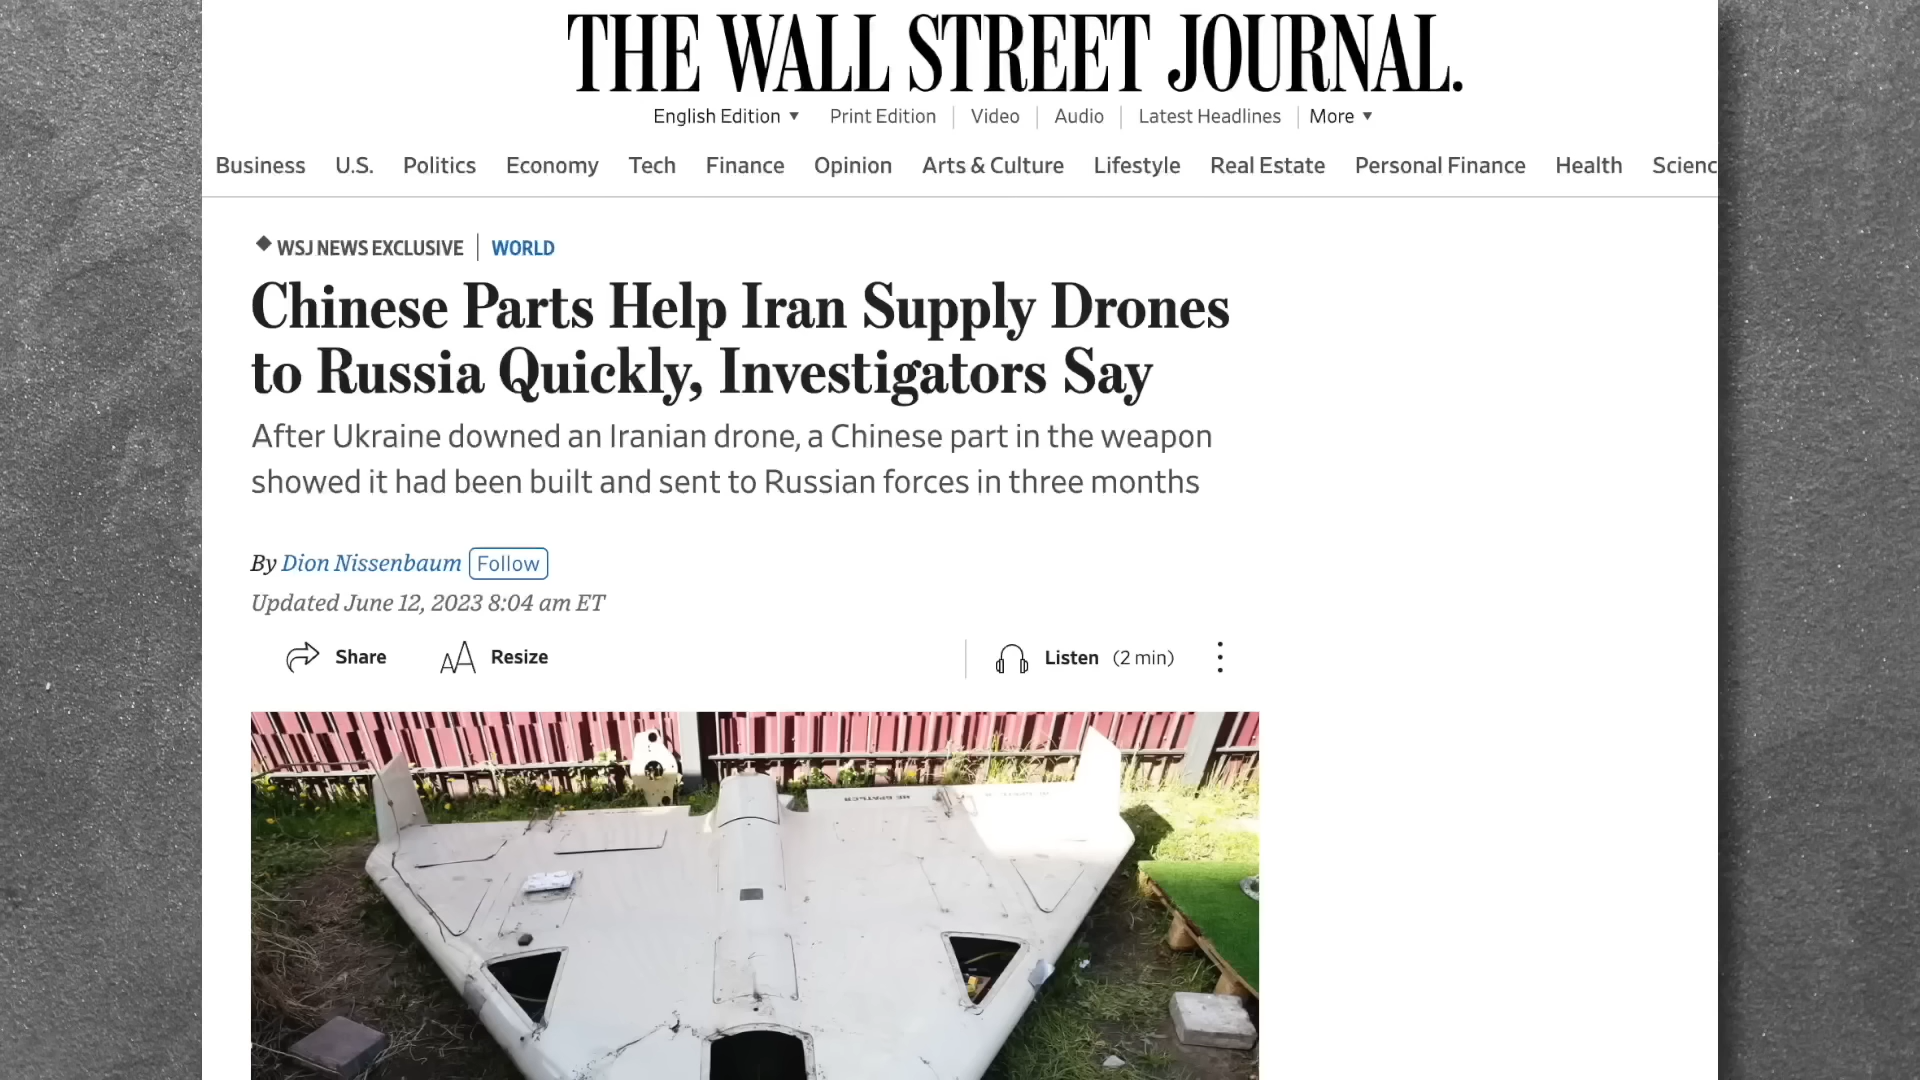 THE WALL STREET JOURNAL.
English Edition ▼ Print Edition | Video | Audio | Latest Headlines | More ▼
Business U.S. Politics Economy Tech Finance Opinion Arts & Culture Lifestyle Real Estate Personal Finance Health Scienc
◆ WSJ NEWS EXCLUSIVE | WORLD
Chinese Parts Help Iran Supply Drones
to Russia Quickly, Investigators Say
After Ukraine downed an Iranian drone, a Chinese part in the weapon
showed it had been built and sent to Russian forces in three months
By Dion Nissenbaum Follow
Updated June 12, 2023 8:04 am ET
Share AA Resize Listen (2 min)